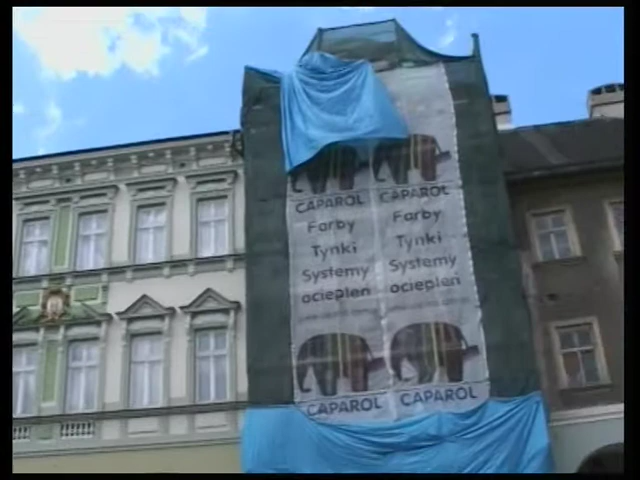 CAPAROL CAPAROL
Farby Farby
Tynki Tynki
Systemy Systemy
ociepleń ociepleń
CAPAROL CAPAROL